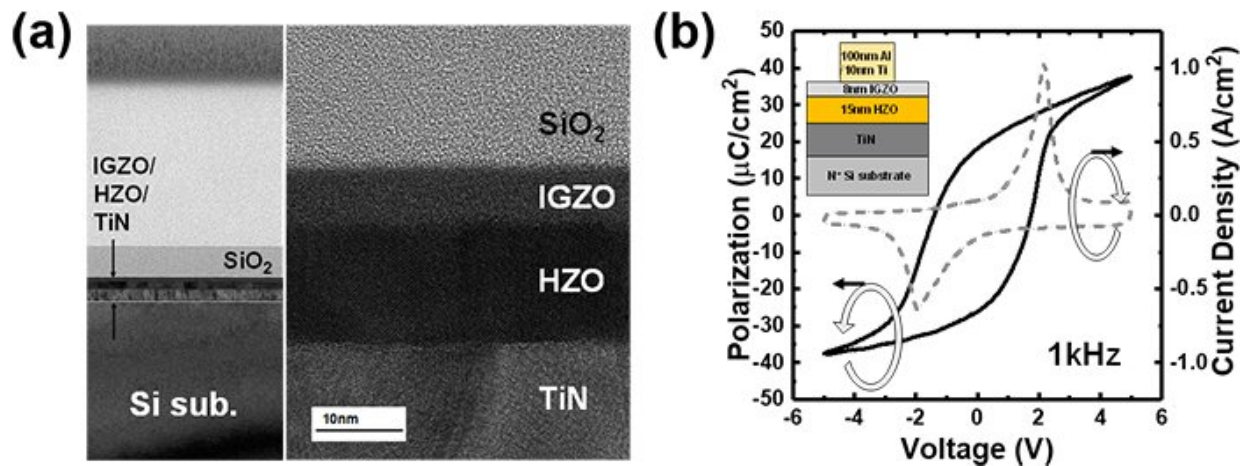 (a)
IGZO/
HZO/
TiN
SiO2
Si sub.
SiO2
IGZO
HZO
TiN
10nm
(b)
Polarization (μC/cm²)
50
40
30
20
10
0
-10
-20
-30
-40
-50
100nm Al
10nm Ti
8nm IGZO
15nm HZO
TiN
N⁺ Si substrate
1kHz
-6 -4 -2 0 2 4 6
Voltage (V)
1.0
0.5
0.0
-0.5
-1.0
Current Density (A/cm²)